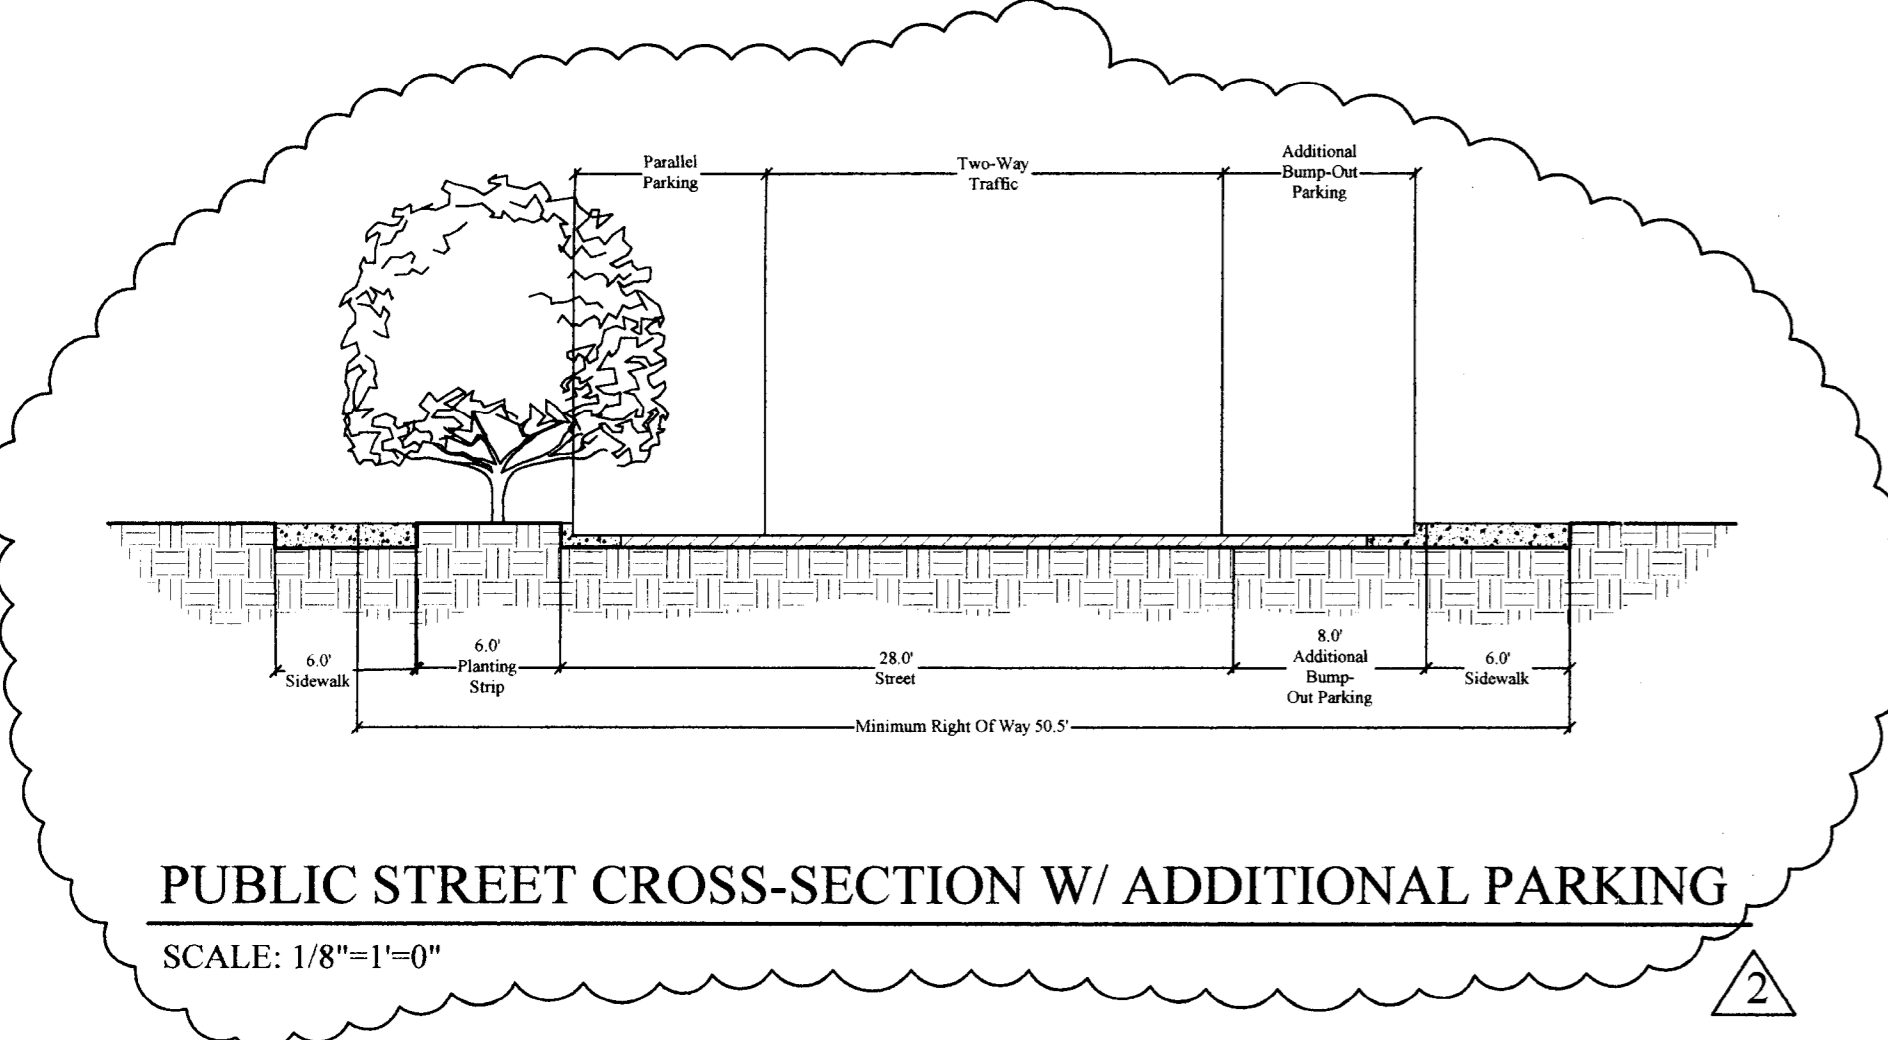 Parallel
Parking
Two-Way
Traffic
Additional
Bump-Out
Parking
6.0'
Sidewalk
6.0'
Planting
Strip
28.0'
Street
8.0'
Additional
Bump-
Out Parking
6.0'
Sidewalk
Minimum Right Of Way 50.5'
PUBLIC STREET CROSS-SECTION W/ ADDITIONAL PARKING
SCALE: 1/8"=1'=0"
2